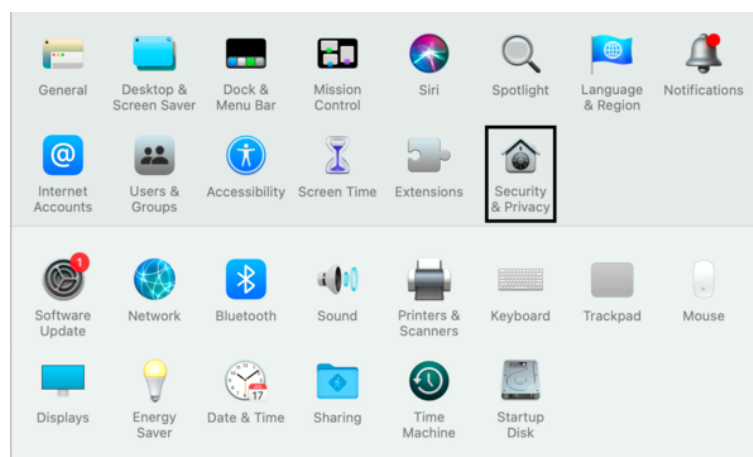 General
Desktop &
Screen Saver
Dock &
Menu Bar
Mission
Control
Siri
Spotlight
Language
& Region
Notifications
Internet
Accounts
Users &
Groups
Accessibility
Screen Time
Extensions
Security
& Privacy
1
Software
Update
Network
Bluetooth
Sound
Printers &
Scanners
Keyboard
Trackpad
Mouse
Displays
Energy
Saver
17
Date & Time
Sharing
Time
Machine
Startup
Disk